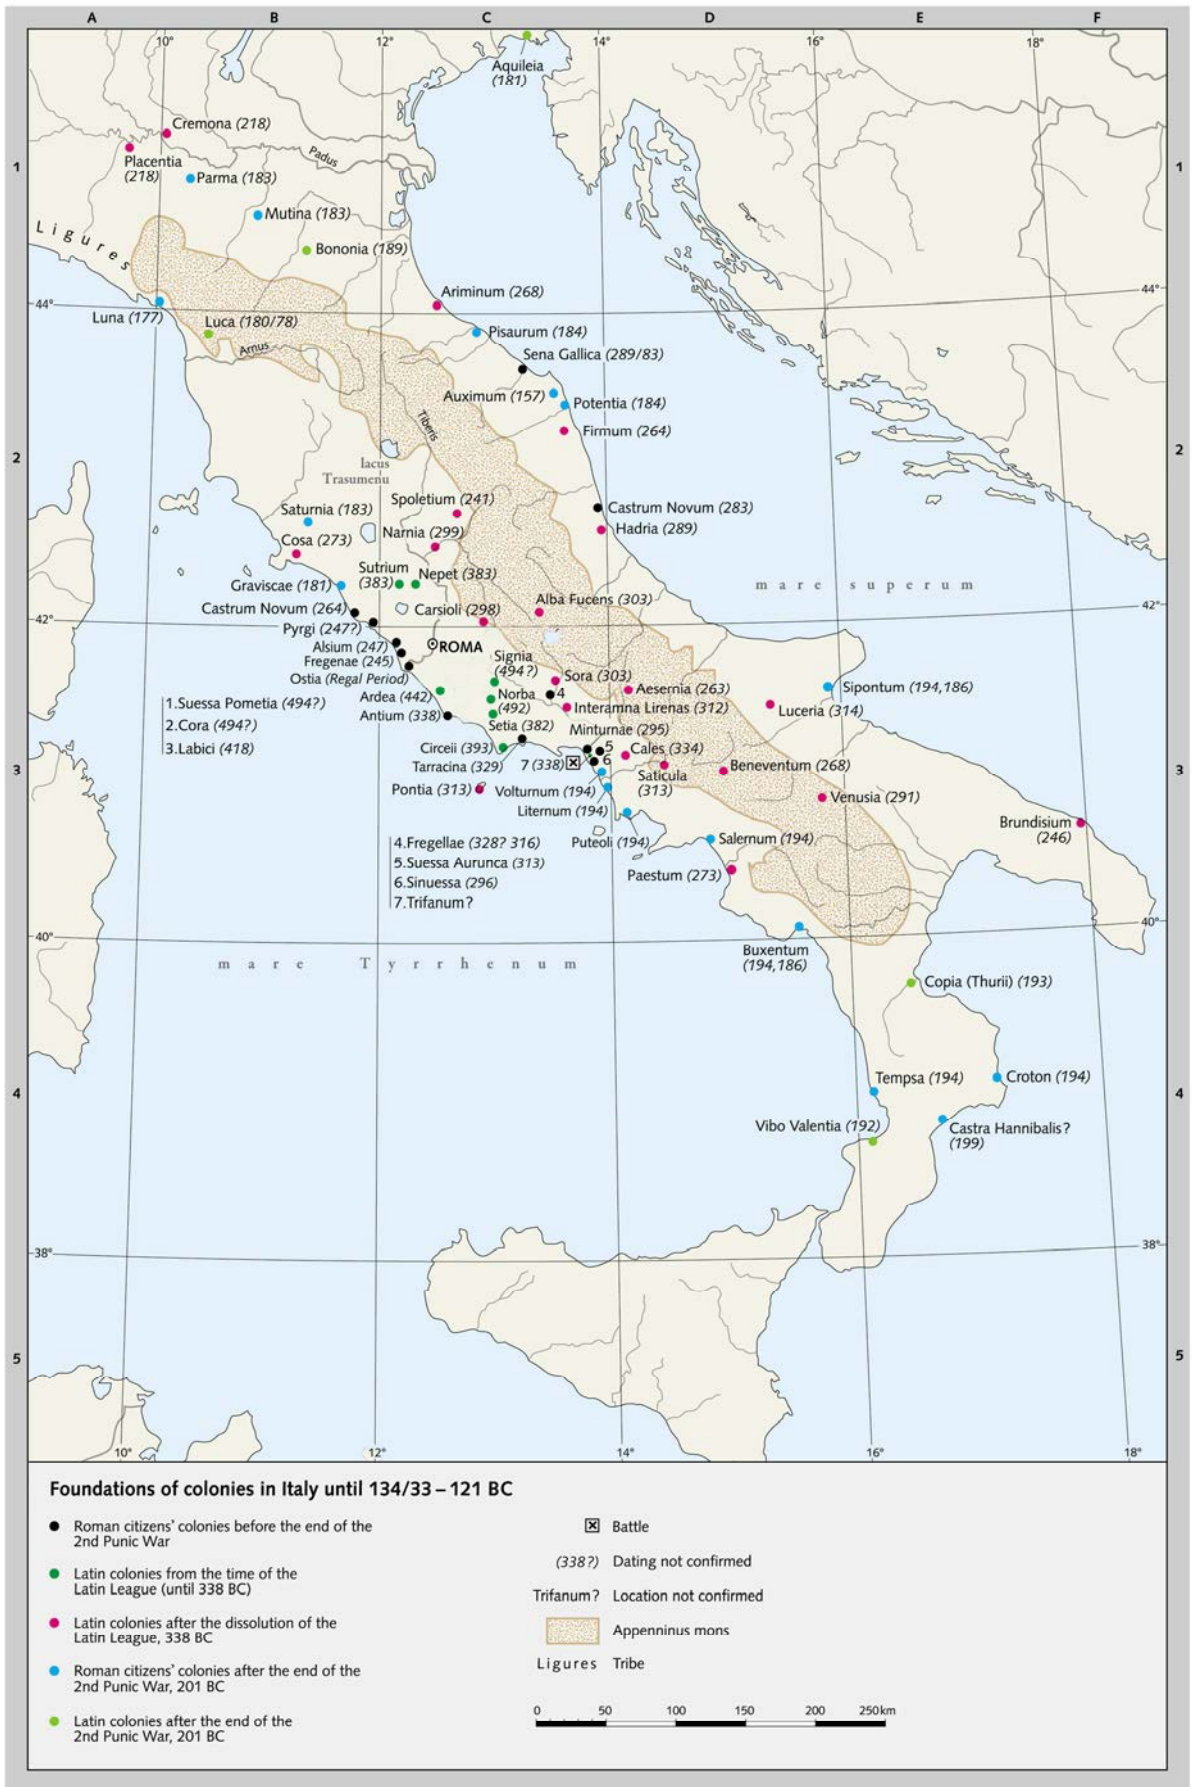 A B C D E F
10° 12° 14° 16° 18°
Aquileia
(181)
Cremona (218)
Placentia
(218)
Padus
1 1
Parma (183)
Mutina (183)
Ligures
Bononia (189)
44° 44°
Ariminum (268)
Luna (177)
Luca (180/78)
Pisaurum (184)
Arnus
Sena Gallica (289/83)
Auximum (157)
Potentia (184)
Tiberis
Firmum (264)
2 2
lacus
Trasumenu
Spoletium (241)
Saturnia (183)
Castrum Novum (283)
Narnia (299)
Hadria (289)
Cosa (273)
Sutrium
(383)
Nepet (383)
Graviscae (181)
mare superum
Alba Fucens (303)
Castrum Novum (264)
Carsioli (298)
42° 42°
Pyrgi (247?)
Alsium (247)
ROMA
Fregenae (245)
Signia
(494?)
Ostia (Regal Period)
Sora (303)
Aesernia (263)
Sipontum (194,186)
Ardea (442)
Norba
(492)
4
1.Suessa Pometia (494?)
2.Cora (494?)
3.Labici (418)
Interamna Lirenas (312)
Luceria (314)
Antium (338)
Setia (382)
Minturnae (295)
Circeii (393)
5
Cales (334)
Tarracina (329)
7 (338)
6
3 3
Beneventum (268)
Saticula
(313)
Pontia (313)
Volturnum (194)
Venusia (291)
Liternum (194)
Brundisium
(246)
Puteoli (194)
Salernum (194)
4.Fregellae (328? 316)
5.Suessa Aurunca (313)
6.Sinuessa (296)
7.Trifanum?
Paestum (273)
40° 40°
Buxentum
(194,186)
mare Tyrrhenum
Copia (Thurii) (193)
Tempsa (194)
Croton (194)
4 4
Vibo Valentia (192)
Castra Hannibalis?
(199)
38° 38°
5 5
10° 12° 14° 16° 18°
Foundations of colonies in Italy until 134/33 – 121 BC
Roman citizens' colonies before the end of the
2nd Punic War
Latin colonies from the time of the
Latin League (until 338 BC)
Latin colonies after the dissolution of the
Latin League, 338 BC
Roman citizens' colonies after the end of the
2nd Punic War, 201 BC
Latin colonies after the end of the
2nd Punic War, 201 BC
Battle
(338?) Dating not confirmed
Trifanum? Location not confirmed
Appenninus mons
Ligures Tribe
0 50 100 150 200 250km